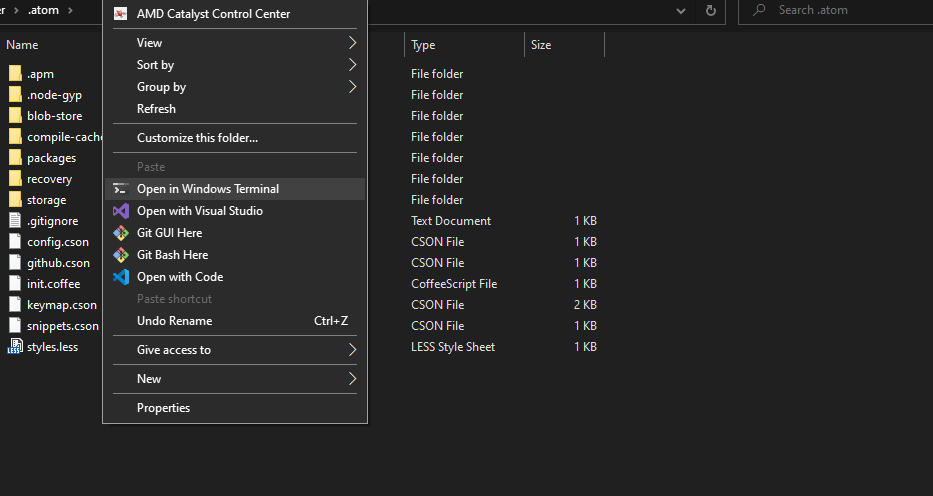 AMD Catalyst Control Center
.atom
Search .atom
View
Name
Type
Size
Sort by
.apm
File folder
Group by
.node-gyp
File folder
Refresh
blob-store
File folder
Customize this folder...
compile-cache
File folder
Paste
packages
File folder
Open in Windows Terminal
recovery
File folder
storage
File folder
Open with Visual Studio
.gitignore
Text Document
1 KB
Git GUI Here
config.cson
CSON File
1 KB
Git Bash Here
github.cson
CSON File
1 KB
Open with Code
init.coffee
CoffeeScript File
1 KB
Paste shortcut
keymap.cson
CSON File
2 KB
Undo Rename
Ctrl+Z
snippets.cson
CSON File
1 KB
Give access to
styles.less
LESS Style Sheet
1 KB
New
Properties